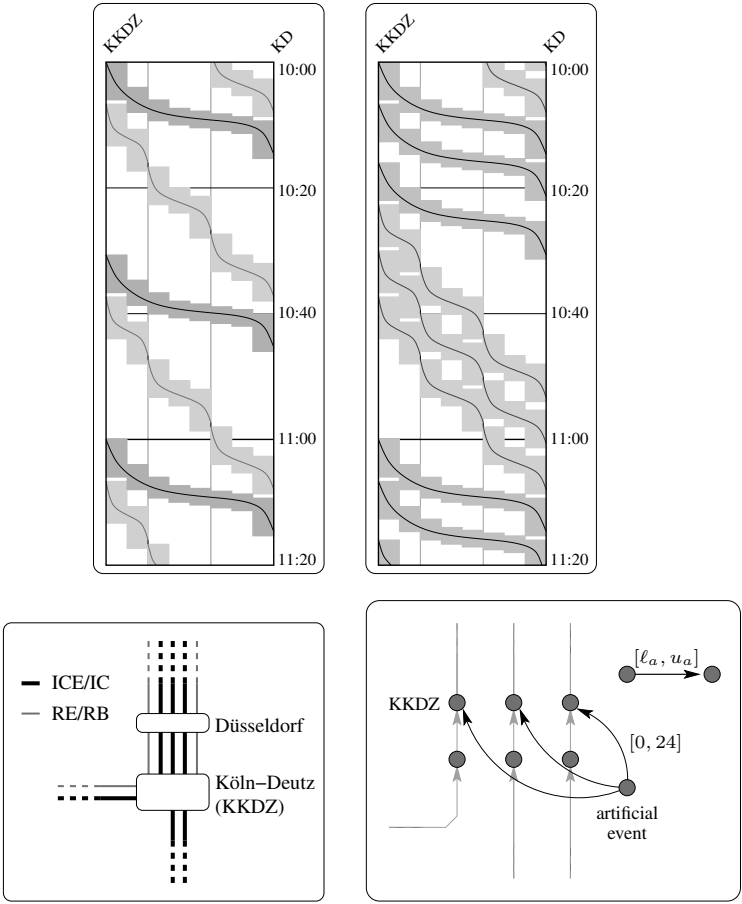 KKDZ
KD
10:00
10:20
10:40
11:00
11:20
KKDZ
KD
10:00
10:20
10:40
11:00
11:20
ICE/IC
RE/RB
Düsseldorf
Köln–Deutz
(KKDZ)
[ℓa, ua]
KKDZ
[0, 24]
artificial
event